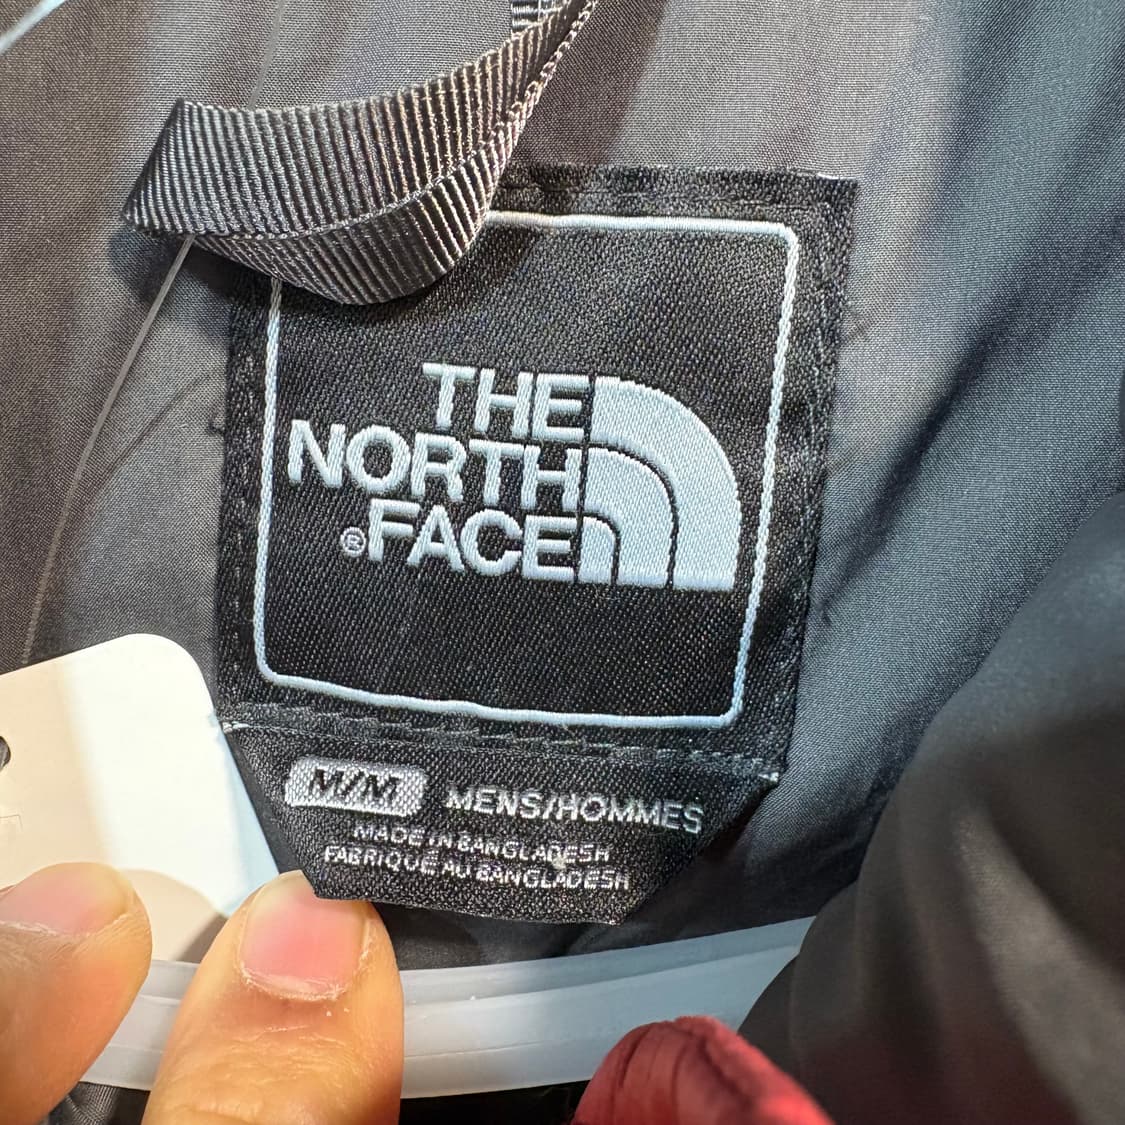 THE
NORTH
®FACE
M/M MENS/HOMMES
MADE IN BANGLADESH
FABRIQUÉ AU BANGLADESH